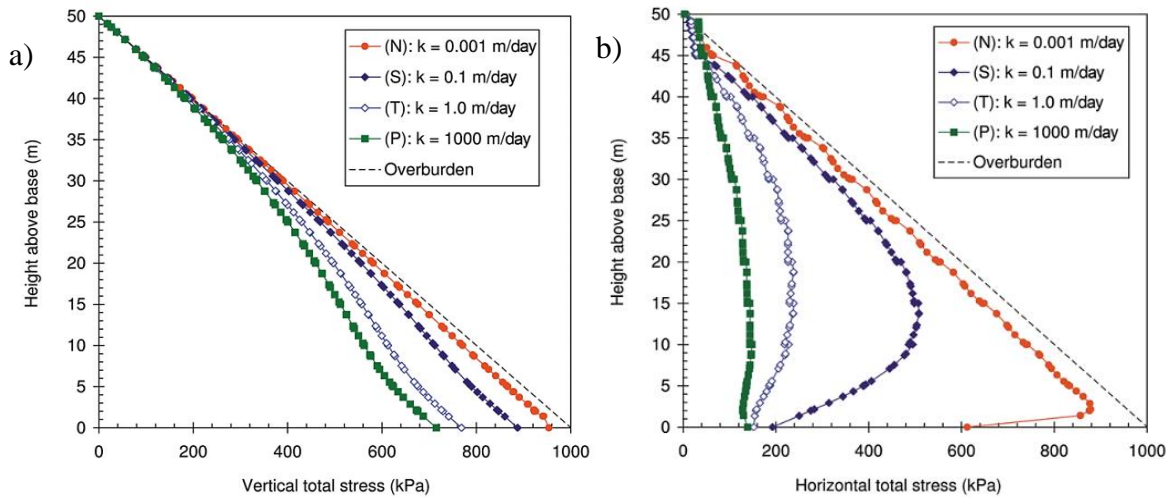 a)
50
45
40
35
30
25
20
15
10
5
0
Height above base (m)
0 200 400 600 800 1000
Vertical total stress (kPa)
(N): k = 0.001 m/day
(S): k = 0.1 m/day
(T): k = 1.0 m/day
(P): k = 1000 m/day
Overburden
b)
50
45
40
35
30
25
20
15
10
5
0
Height above base (m)
0 200 400 600 800 1000
Horizontal total stress (kPa)
(N): k = 0.001 m/day
(S): k = 0.1 m/day
(T): k = 1.0 m/day
(P): k = 1000 m/day
Overburden